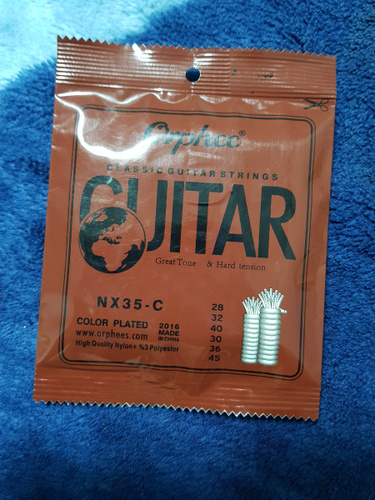 Orphee®
CLASSIC GUITAR STRINGS
GUITAR
Great Tone & Hard tension
NX35-C
COLOR PLATED 2016
www.orphees.com MADE IN CHINA
High Quality Nylon+ %3 Polyester
28
32
40
30
36
45